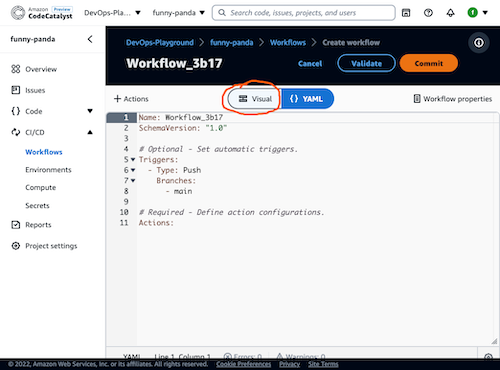 Amazon Preview
CodeCatalyst
DevOps-Pla...
funny-panda
Search code, issues, projects, and users
funny-panda
Overview
Issues
Code
CI/CD
Workflows
Environments
Compute
Secrets
Reports
Project settings
DevOps-Playground
funny-panda
Workflows
Create workflow
Workflow_3b17
Cancel
Validate
Commit
Actions
Visual
YAML
Workflow properties
1 Name: Workflow_3b17
2 SchemaVersion: "1.0"
3
4 # Optional - Set automatic triggers.
5 Triggers:
6 - Type: Push
7 Branches:
8 - main
9
10 # Required - Define action configurations.
11 Actions:
YAML Line 1, Column 1 Errors: 0 Warnings: 0
© 2022, Amazon Web Services, Inc. or its affiliates. All rights reserved. Cookie Preferences Privacy Site Terms